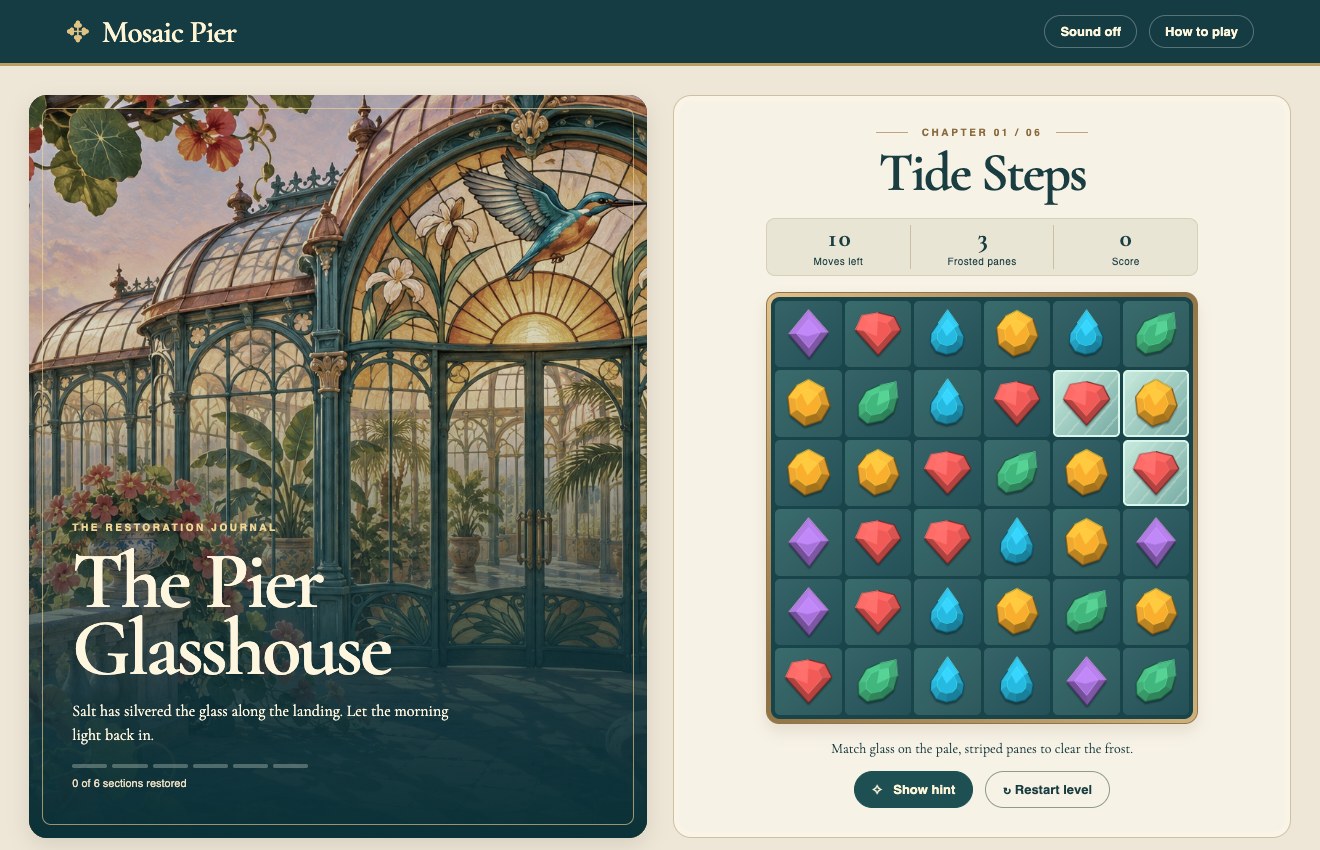 Mosaic Pier
Sound off
How to play
THE RESTORATION JOURNAL
The Pier
Glasshouse
Salt has silvered the glass along the landing. Let the morning
light back in.
0 of 6 sections restored
CHAPTER 01 / 06
Tide Steps
10
Moves left
3
Frosted panes
0
Score
Match glass on the pale, striped panes to clear the frost.
Show hint
Restart level